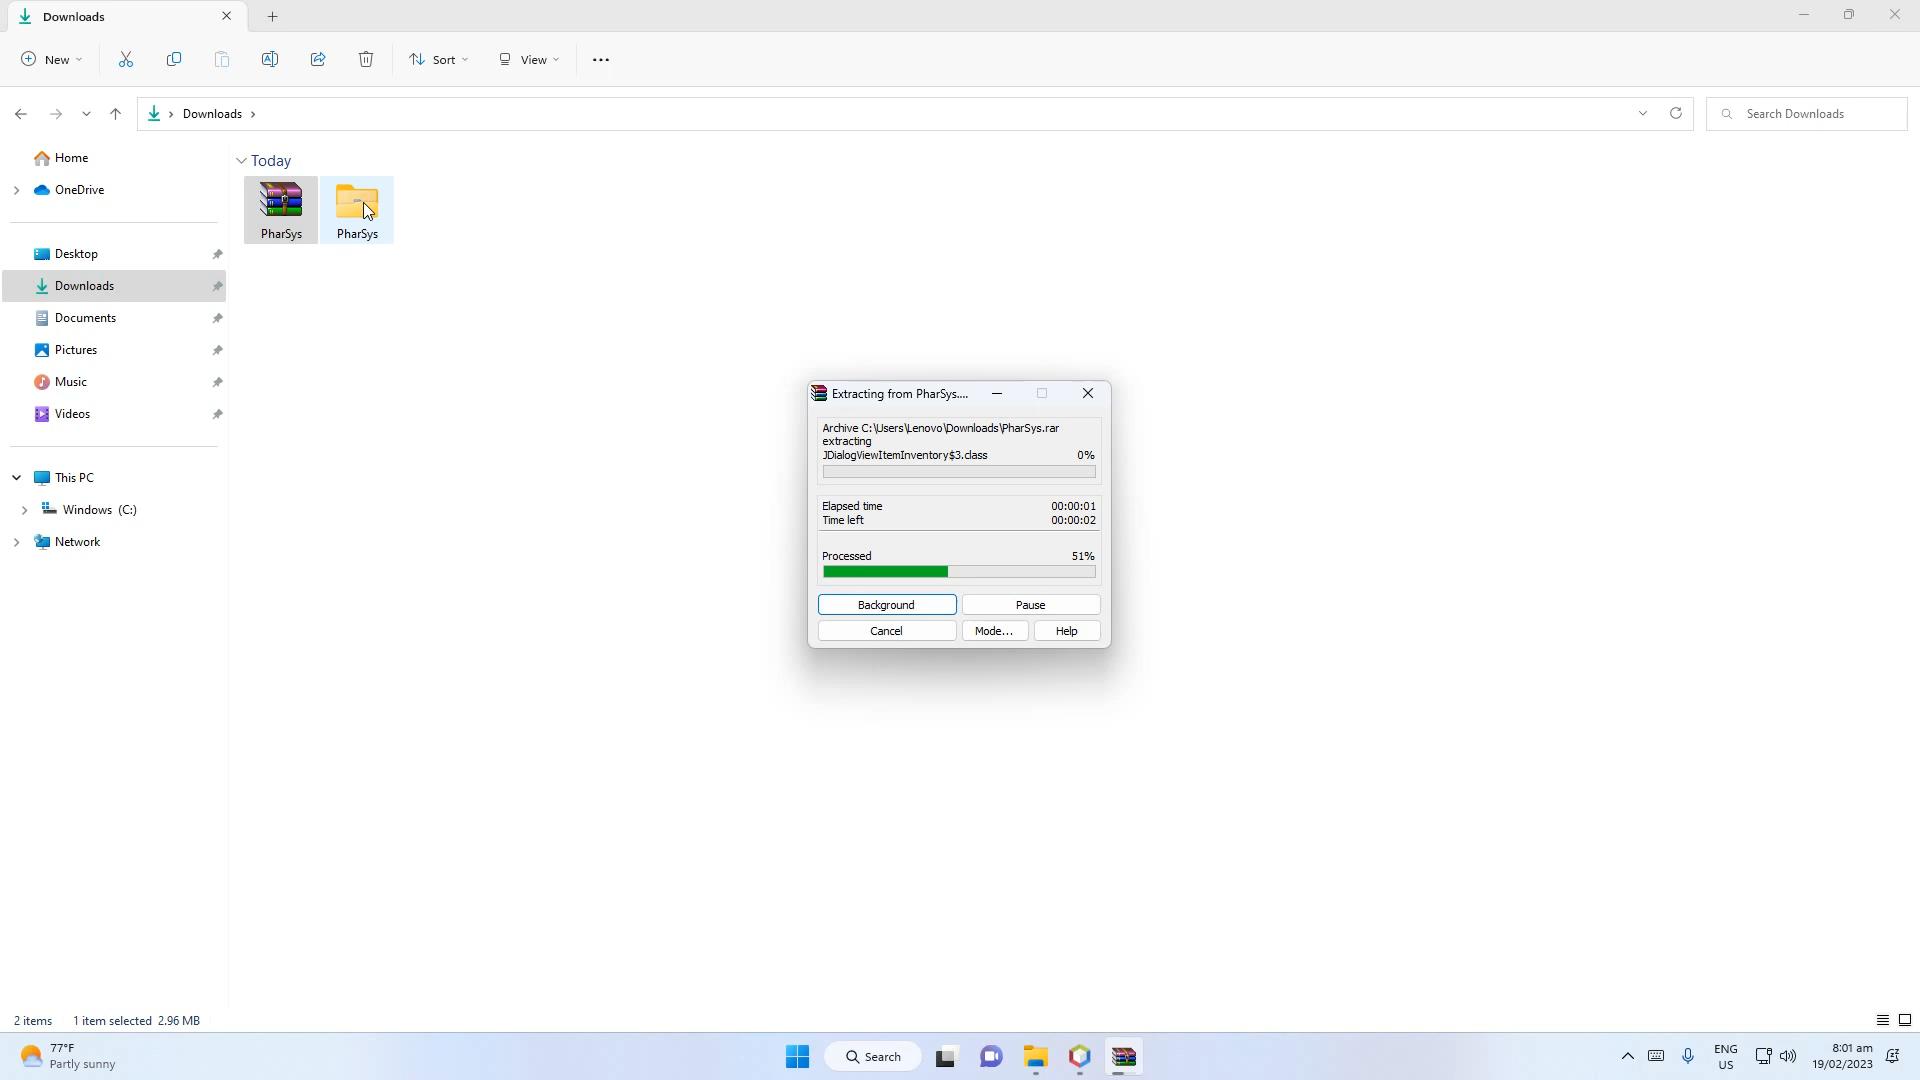 Downloads
New
Sort
View
Downloads
Search Downloads
Home
OneDrive
Desktop
Downloads
Documents
Pictures
Music
Videos
This PC
Windows (C:)
Network
Today
PharSys
PharSys
Extracting from PharSys....
Archive C:\Users\Lenovo\Downloads\PharSys.rar
extracting
JDialogViewItemInventory$3.class 0%
Elapsed time 00:00:01
Time left 00:00:02
Processed 51%
Background Pause
Cancel Mode... Help
2 items 1 item selected 2.96 MB
77°F
Partly sunny
Search
ENG
US
8:01 am
19/02/2023